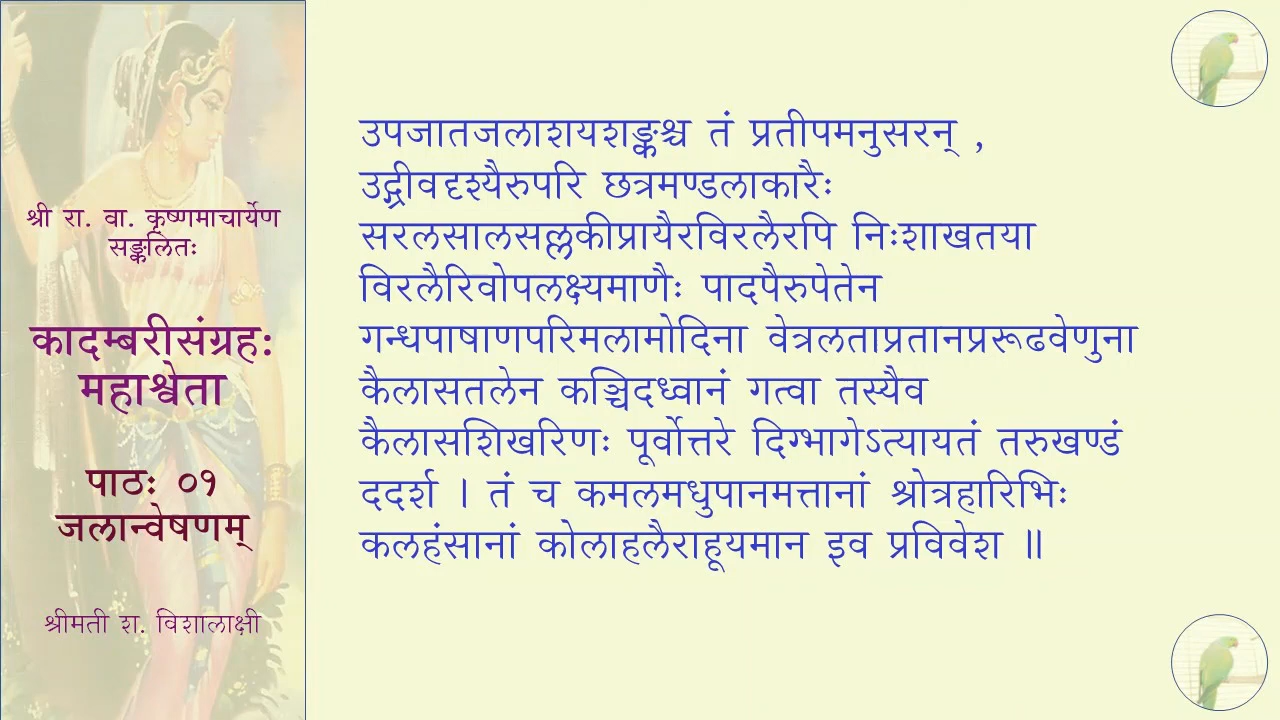 श्री रा. वा. कृष्णमाचार्येण
सङ्कलितः
कादम्बरीसंग्रहः
महाश्वेता
पाठः ०१
जलान्वेषणम्
श्रीमती श. विशालाक्षी
उपजातजलाशयशङ्कश्च तं प्रतीपमनुसरन् ,
उद्ग्रीवदृश्यैरुपरि छत्रमण्डलाकारैः
सरलसालसल्लकीप्रायैरविरलैरपि निःशाखतया
विरलैरिवोपलक्ष्यमाणैः पादपैरुपेतेन
गन्धपाषाणपरिमलामोदिना वेत्रलताप्रतानप्ररूढवेणुना
कैलासतलेन कञ्चिदध्वानं गत्वा तस्यैव
कैलासशिखरिणः पूर्वोत्तरे दिग्भागेऽत्यायतं तरुखण्डं
ददर्श । तं च कमलमधुपानमत्तानां श्रोत्रहारिभिः
कलहंसानां कोलाहलैराहूयमान इव प्रविवेश ॥